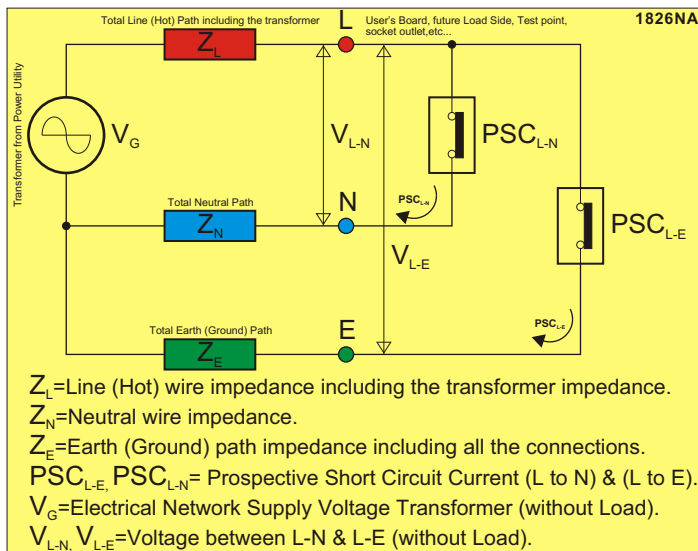 Total Line (Hot) Path including the transformer
L
User's Board, future Load Side, Test point,
socket outlet,etc...
1826NA
Z_L
Transformer from Power Utility
V_G
V_L-N
PSC_L-N
Total Neutral Path
N
Z_N
PSC_L-N
PSC_L-E
V_L-E
Total Earth (Ground) Path
E
Z_E
PSC_L-E
Z_L=Line (Hot) wire impedance including the transformer impedance.
Z_N=Neutral wire impedance.
Z_E=Earth (Ground) path impedance including all the connections.
PSC_L-E, PSC_L-N= Prospective Short Circuit Current (L to N) & (L to E).
V_G=Electrical Network Supply Voltage Transformer (without Load).
V_L-N, V_L-E=Voltage between L-N & L-E (without Load).